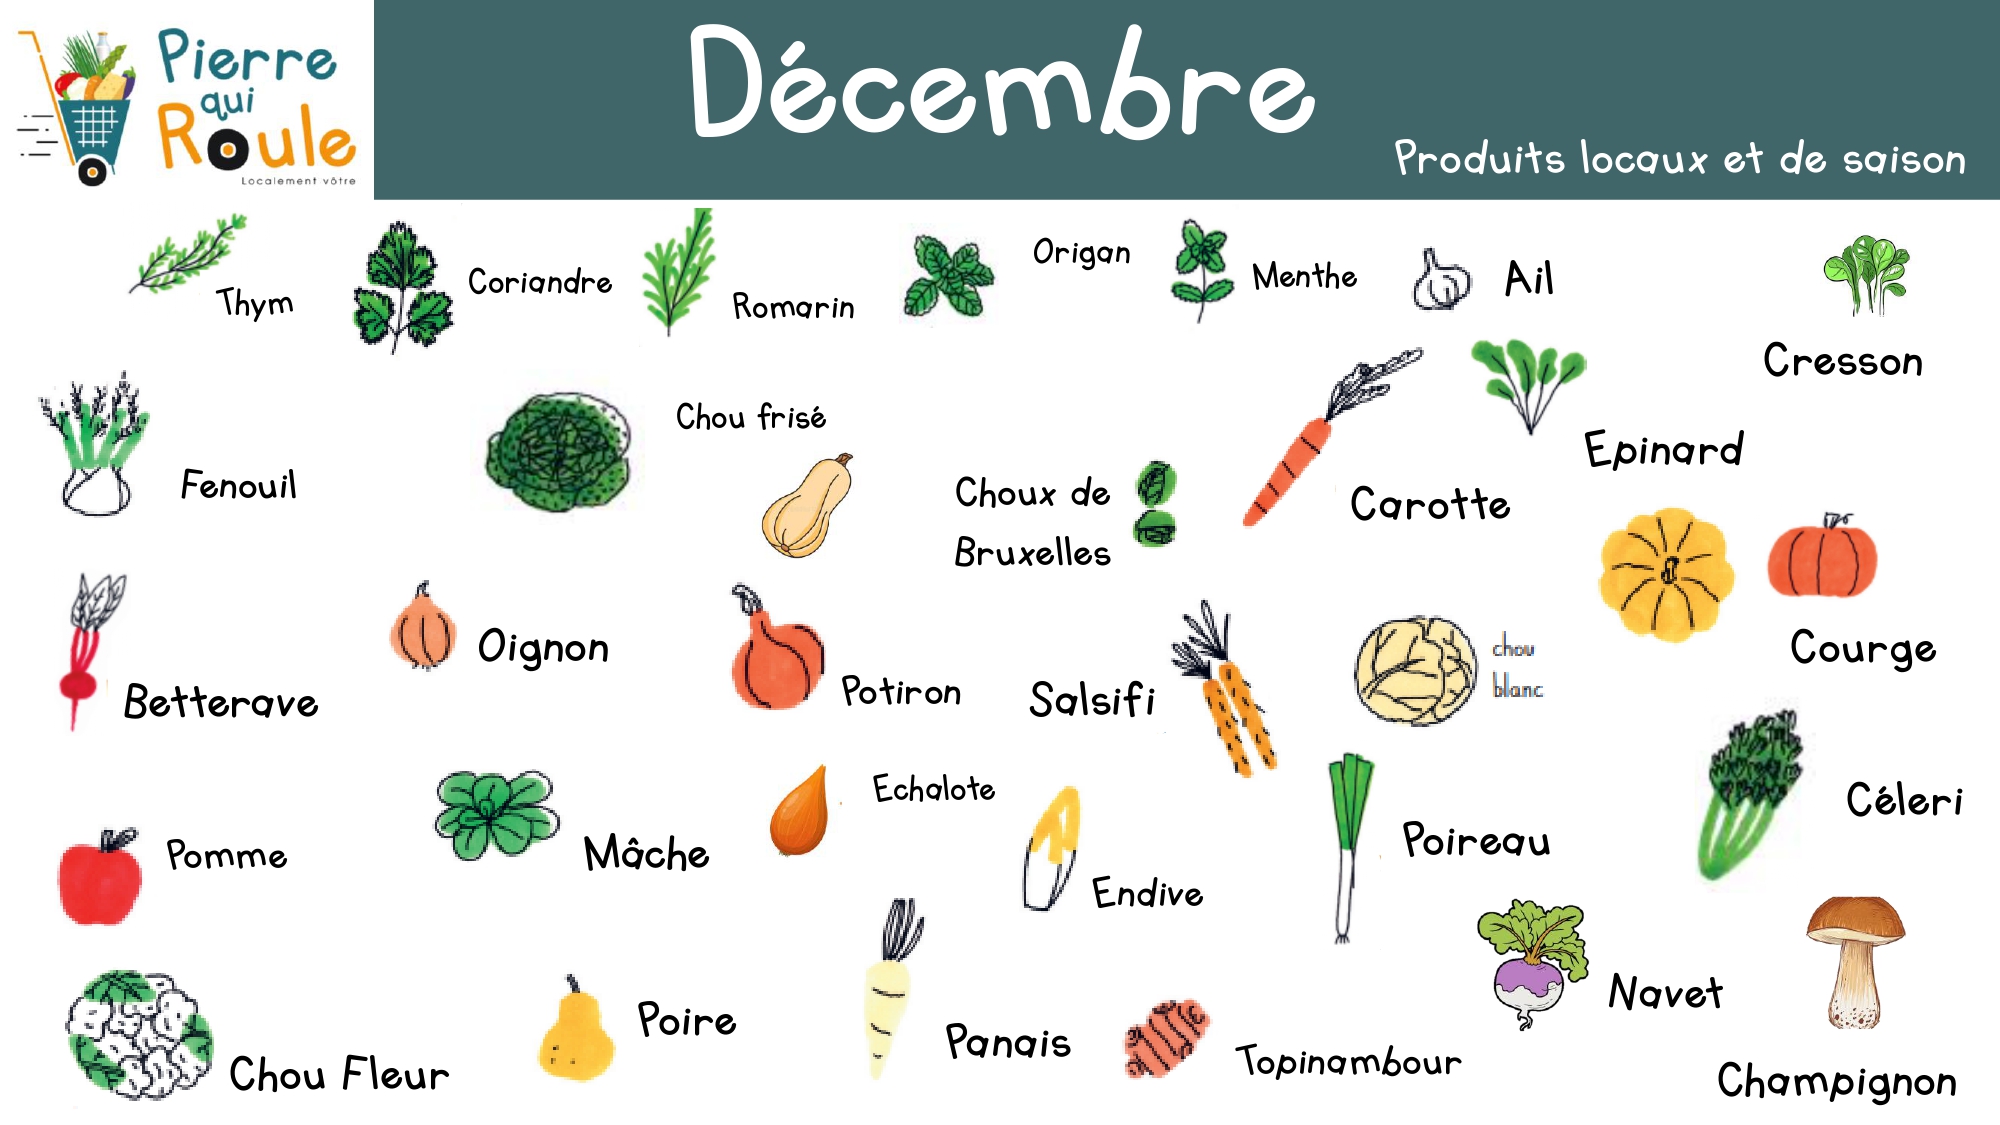 Pierre
qui
Roule
Localement vôtre
Décembre
Produits locaux et de saison
Thym
Coriandre
Romarin
Origan
Menthe
Ail
Cresson
Fenouil
Chou frisé
Choux de
Bruxelles
Carotte
Epinard
Betterave
Oignon
Potiron
Salsifi
chou
blanc
Courge
Pomme
Mâche
Echalote
Endive
Poireau
Céleri
Chou Fleur
Poire
Panais
Topinambour
Navet
Champignon